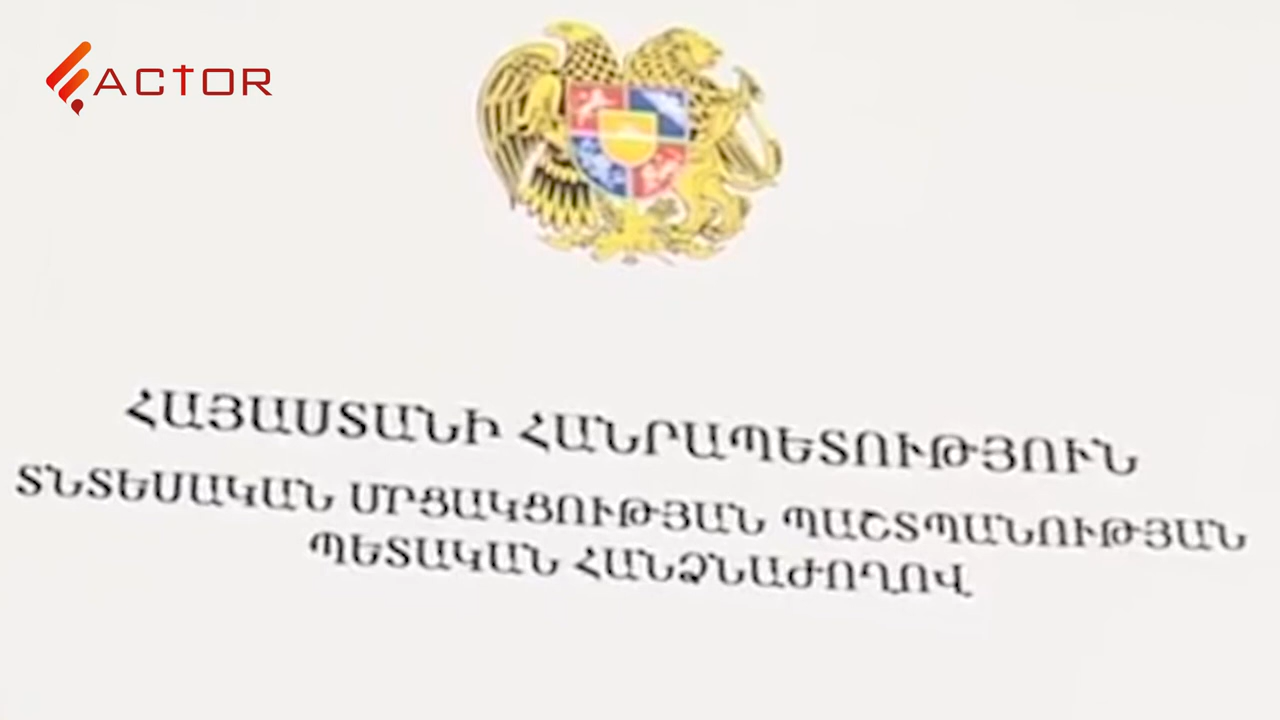 ACTOR
ՀԱՅԱՍՏԱՆԻ ՀԱՆՐԱՊԵՏՈՒԹՅՈՒՆ
ՏՆՏԵՍԱԿԱՆ ՄՐՑԱԿՑՈՒԹՅԱՆ ՊԱՇՏՊԱՆՈՒԹՅԱՆ
ՊԵՏԱԿԱՆ ՀԱՆՁՆԱԺՈՂՈՎ